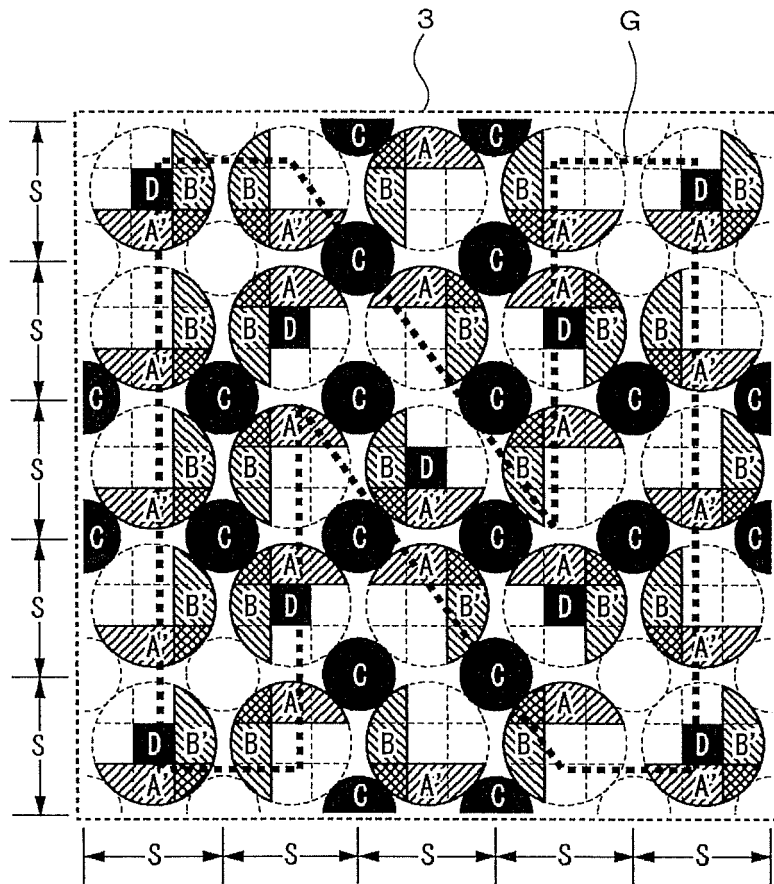 3 G
C C
A
S D B' B B B' D B'
A' A' A' A'
C C
A A A
S B' B D B D B' B
A' A'
C C C C C C
A A
S B' B B D B B
A' A' A'
C C C C C C
A A A
S B' B D B D B' B
A' A'
C C
A A
S D B' B B B D B'
A' A' A'
C C
S S S S S